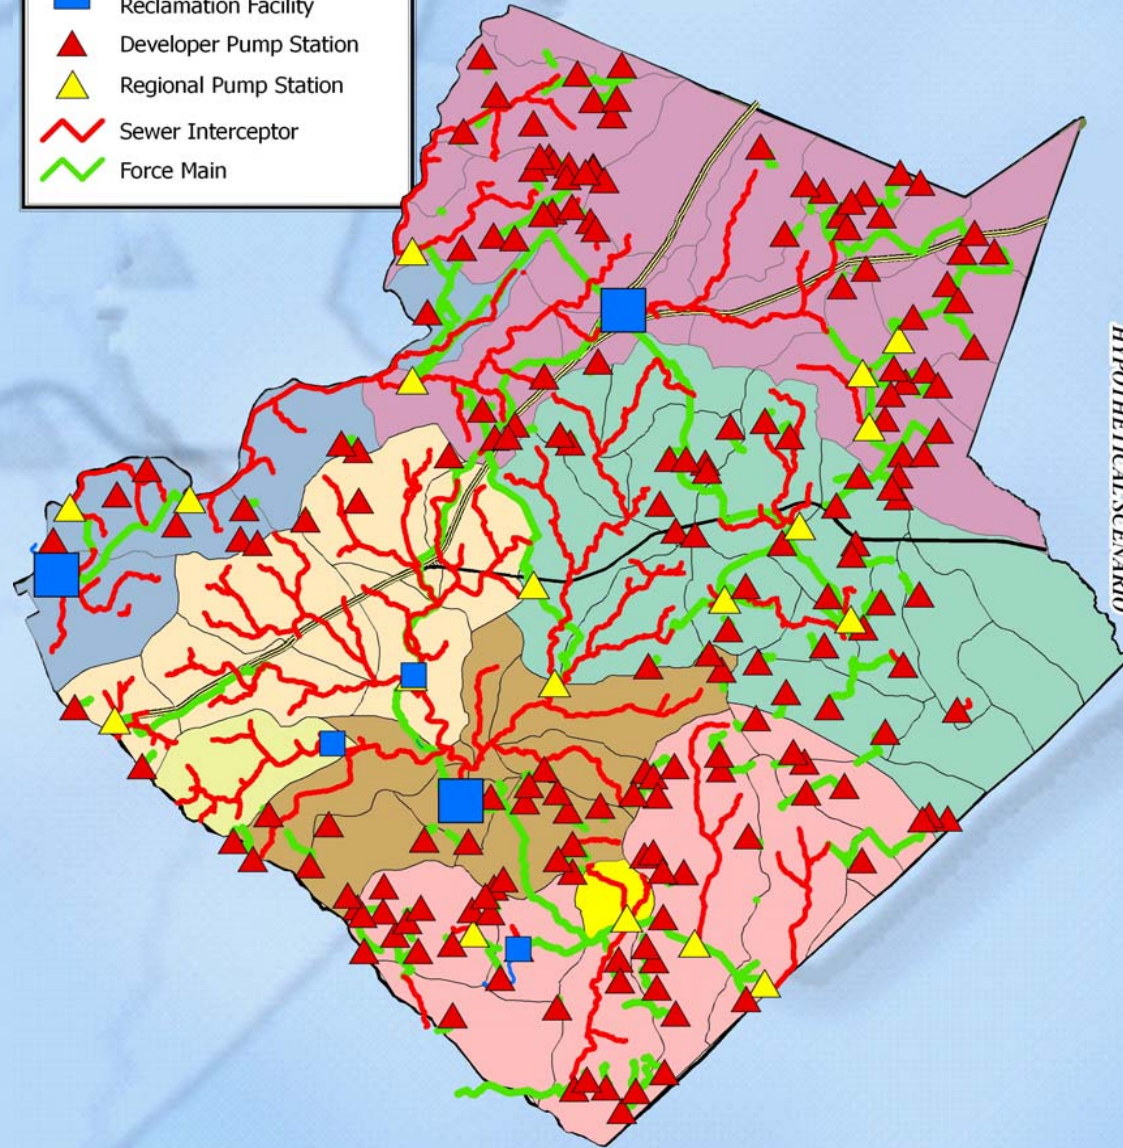 Reclamation Facility
Developer Pump Station
Regional Pump Station
Sewer Interceptor
Force Main
HYPOTHETICAL SCENARIO